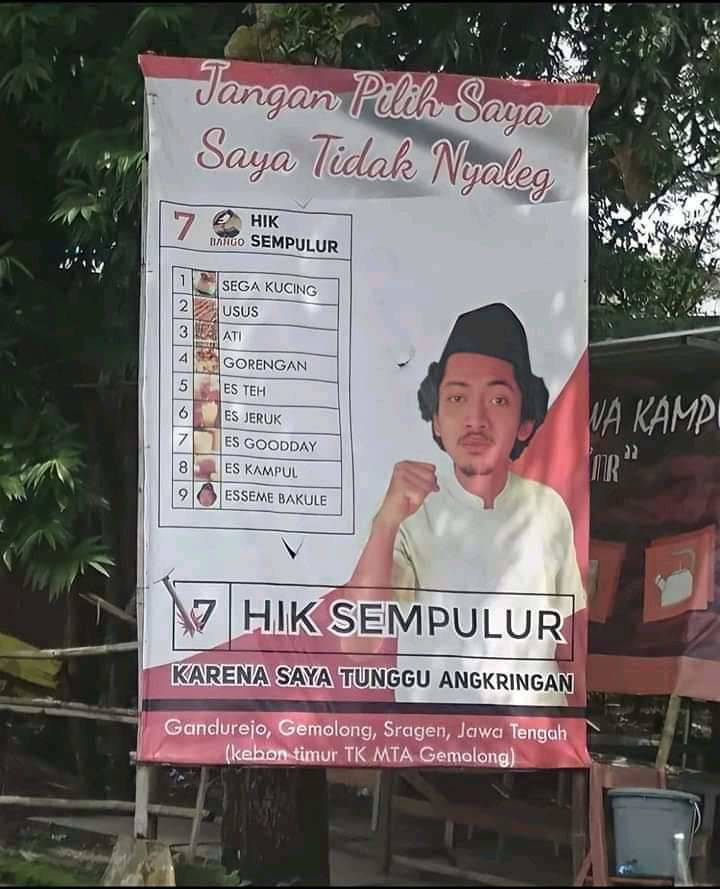 Jangan Pilih Saya
Saya Tidak Nyaleg
7 BANGO HIK SEMPULUR
1 SEGA KUCING
2 USUS
3 ATI
4 GORENGAN
5 ES TEH
6 ES JERUK
7 ES GOODDAY
8 ES KAMPUL
9 ESSEME BAKULE
7 HIK SEMPULUR
KARENA SAYA TUNGGU ANGKRINGAN
Gandurejo, Gemolong, Sragen, Jawa Tengah
(kebon timur TK MTA Gemolong)